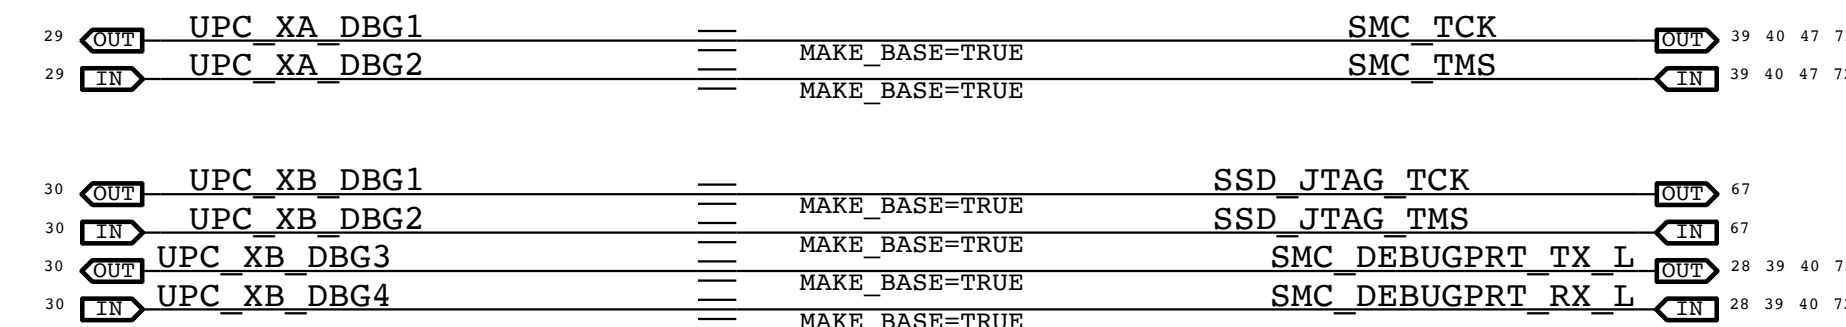 29 OUT UPC_XA_DBG1 SMC_TCK OUT 39 40 47
MAKE_BASE=TRUE
29 IN UPC_XA_DBG2 SMC_TMS IN 39 40 47
MAKE_BASE=TRUE
30 OUT UPC_XB_DBG1 SSD_JTAG_TCK OUT 67
MAKE_BASE=TRUE
30 IN UPC_XB_DBG2 SSD_JTAG_TMS IN 67
MAKE_BASE=TRUE
30 OUT UPC_XB_DBG3 SMC_DEBUGPRT_TX_L OUT 28 39 40
MAKE_BASE=TRUE
30 IN UPC_XB_DBG4 SMC_DEBUGPRT_RX_L IN 28 39 40
MAKE_BASE=TRUE